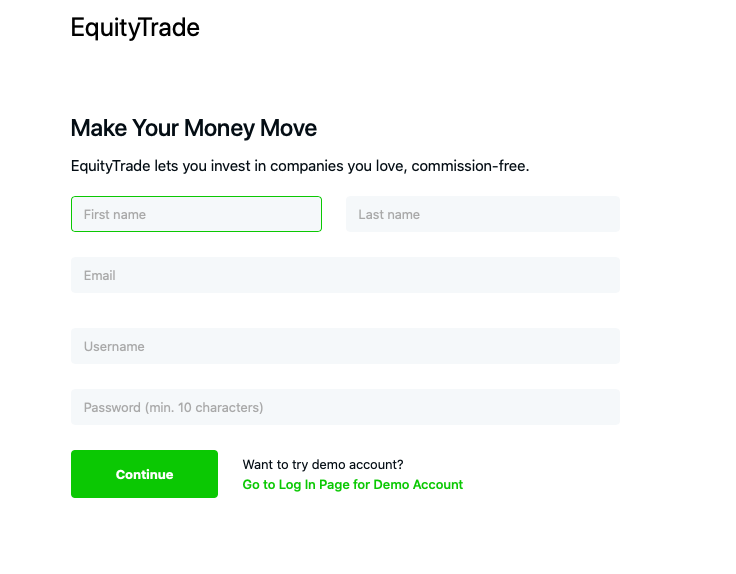 EquityTrade
Make Your Money Move
EquityTrade lets you invest in companies you love, commission-free.
First name
Last name
Email
Username
Password (min. 10 characters)
Continue
Want to try demo account?
Go to Log In Page for Demo Account